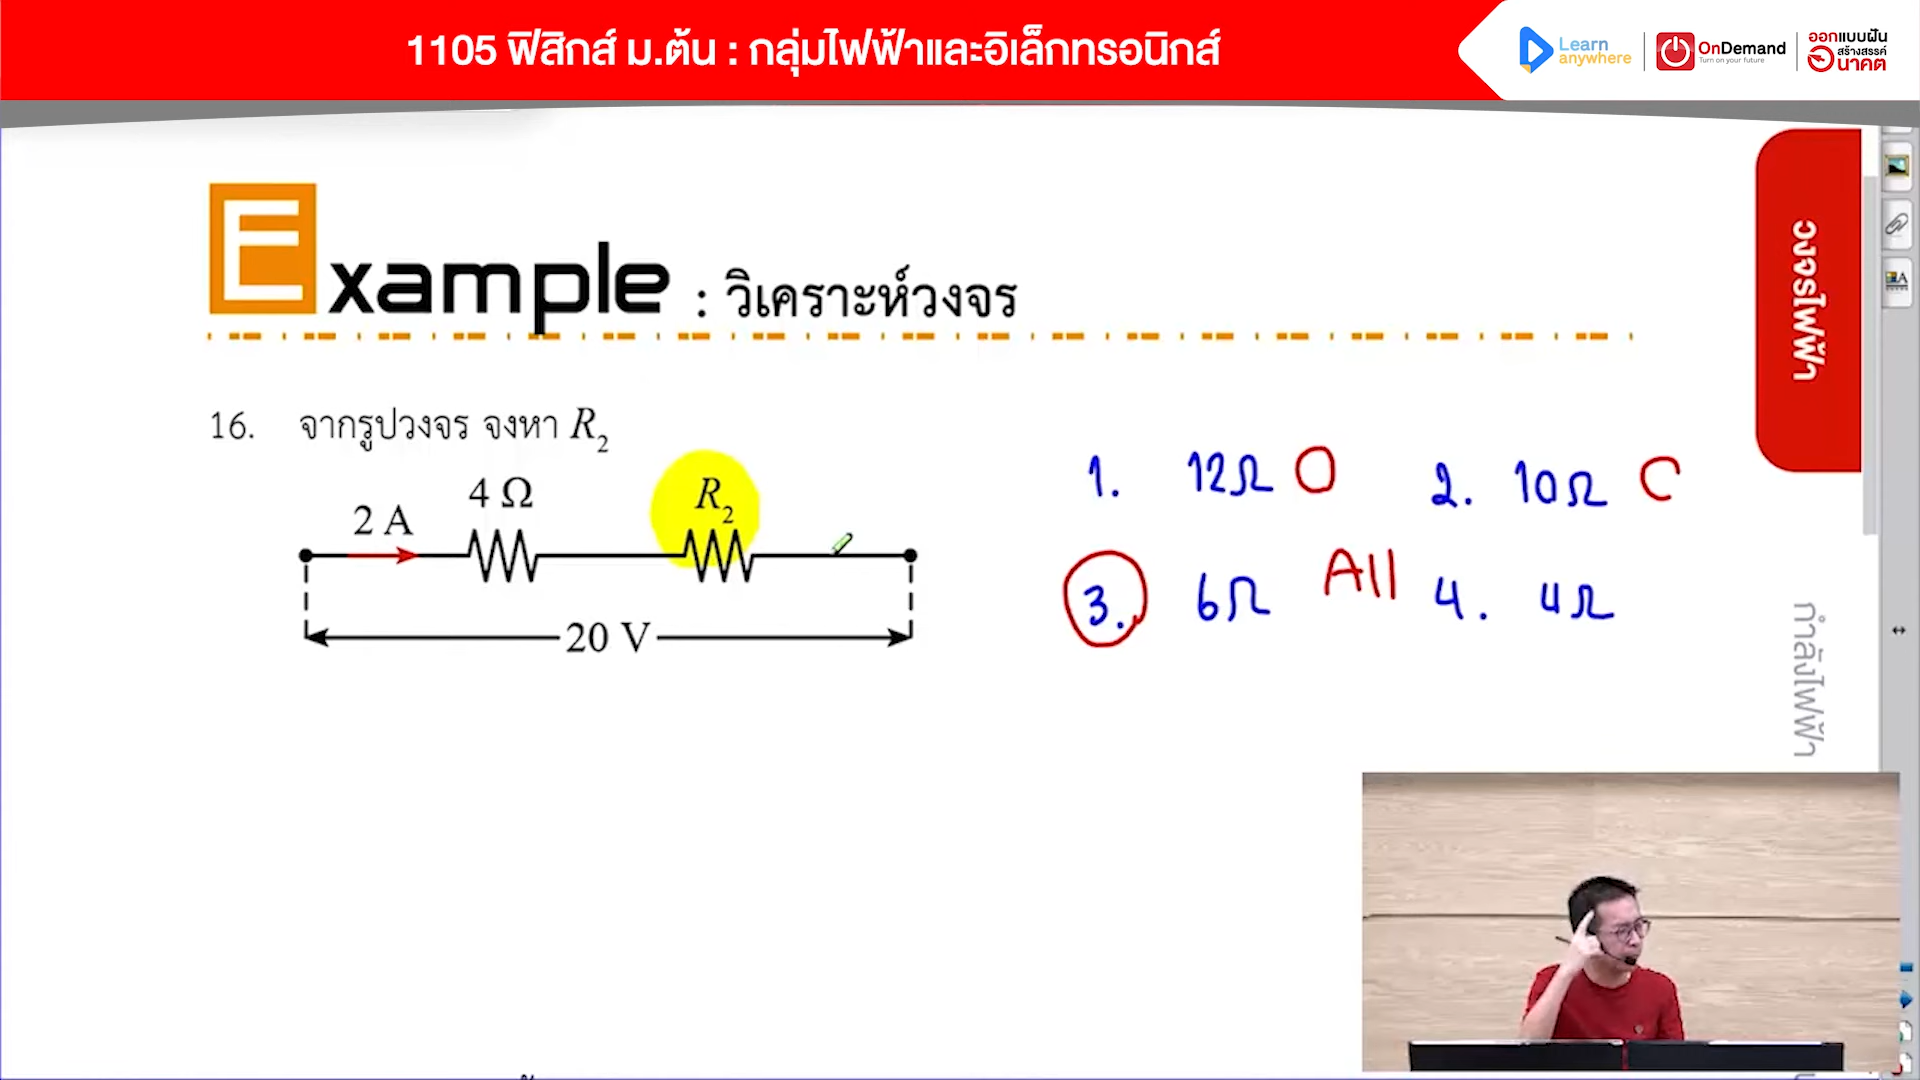 1105 ฟิสิกส์ ม.ต้น : กลุ่มไฟฟ้าและอิเล็กทรอนิกส์
Learn anywhere
OnDemand
Turn on your future
ออกแบบฝัน
สร้างสรรค์
อนาคต
Example : วิเคราะห์วงจร
16. จากรูปวงจร จงหา R₂
2 A
4 Ω
R₂
20 V
1. 12Ω O
2. 10Ω C
3. 6Ω All
4. 4Ω
วงจรไฟฟ้า
กำลังไฟฟ้า